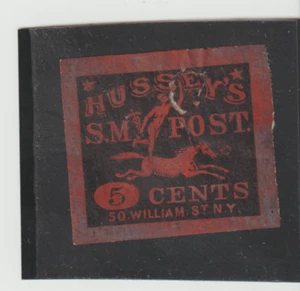 HUSSEY'S
S.M. POST.
5 CENTS
50.WILLIAM.ST.N.Y.